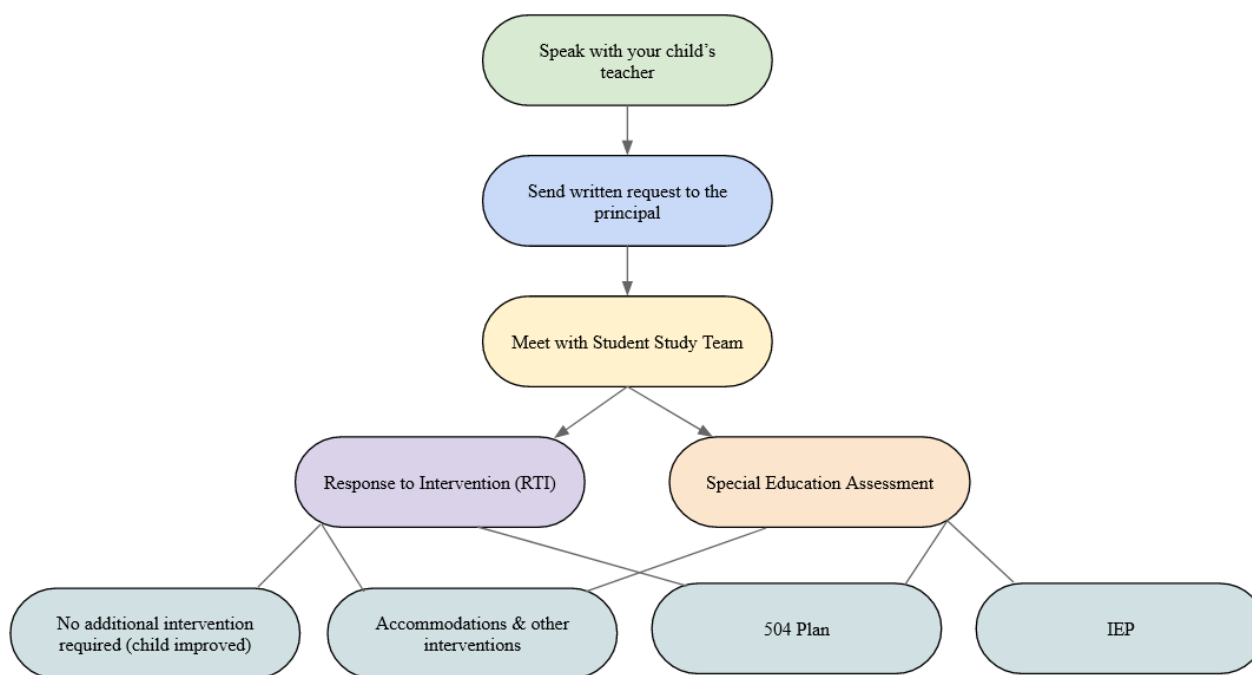 Speak with your child’s
teacher
Send written request to the
principal
Meet with Student Study Team
Response to Intervention (RTI)
Special Education Assessment
No additional intervention
required (child improved)
Accommodations & other
interventions
504 Plan
IEP